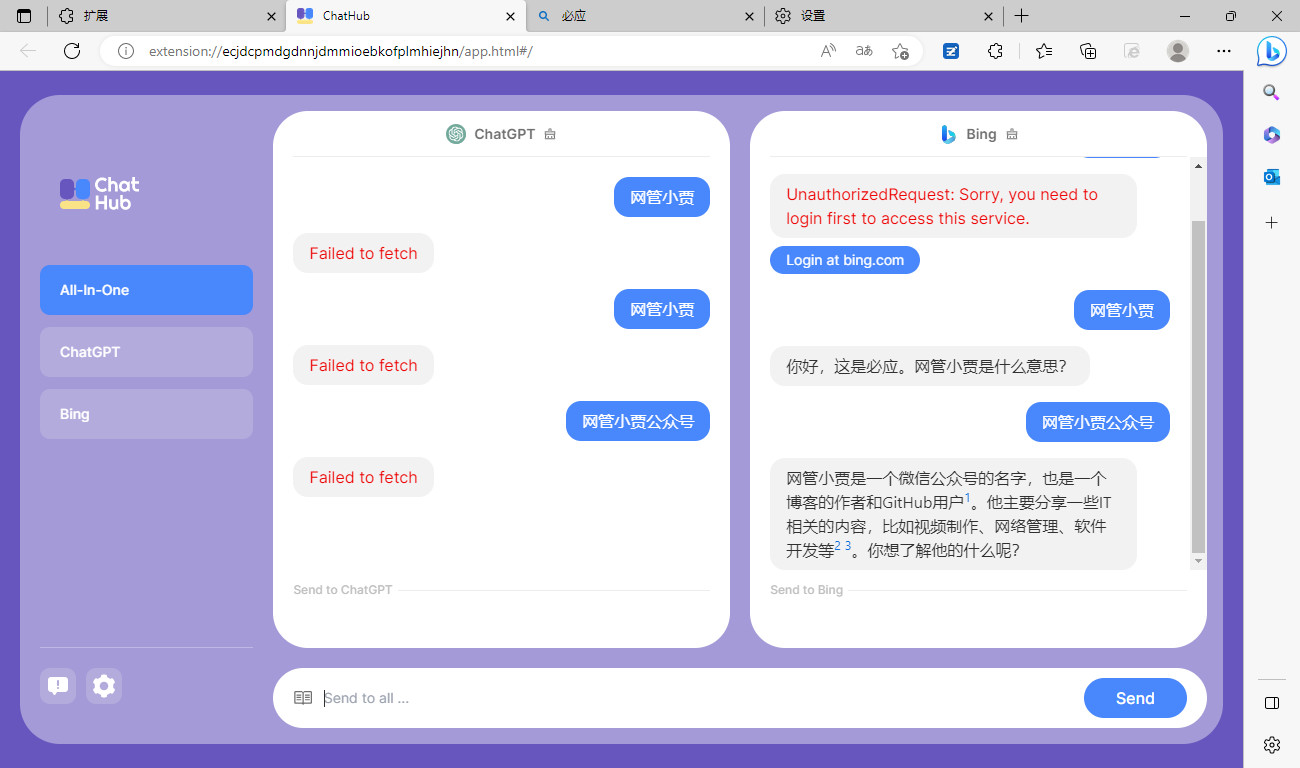 扩展
ChatHub
必应
设置
extension://ecjdcpmdgdnnjdmmioebkofplmhiejhn/app.html#/
Chat
Hub
All-In-One
ChatGPT
Bing
ChatGPT
网管小贾
Failed to fetch
网管小贾
Failed to fetch
网管小贾公众号
Failed to fetch
Send to ChatGPT
Bing
UnauthorizedRequest: Sorry, you need to
login first to access this service.
Login at bing.com
网管小贾
你好，这是必应。网管小贾是什么意思？
网管小贾公众号
网管小贾是一个微信公众号的名字，也是一个
博客的作者和GitHub用户1。他主要分享一些IT
相关的内容，比如视频制作、网络管理、软件
开发等2 3。你想了解他的什么呢？
Send to Bing
Send to all ...
Send